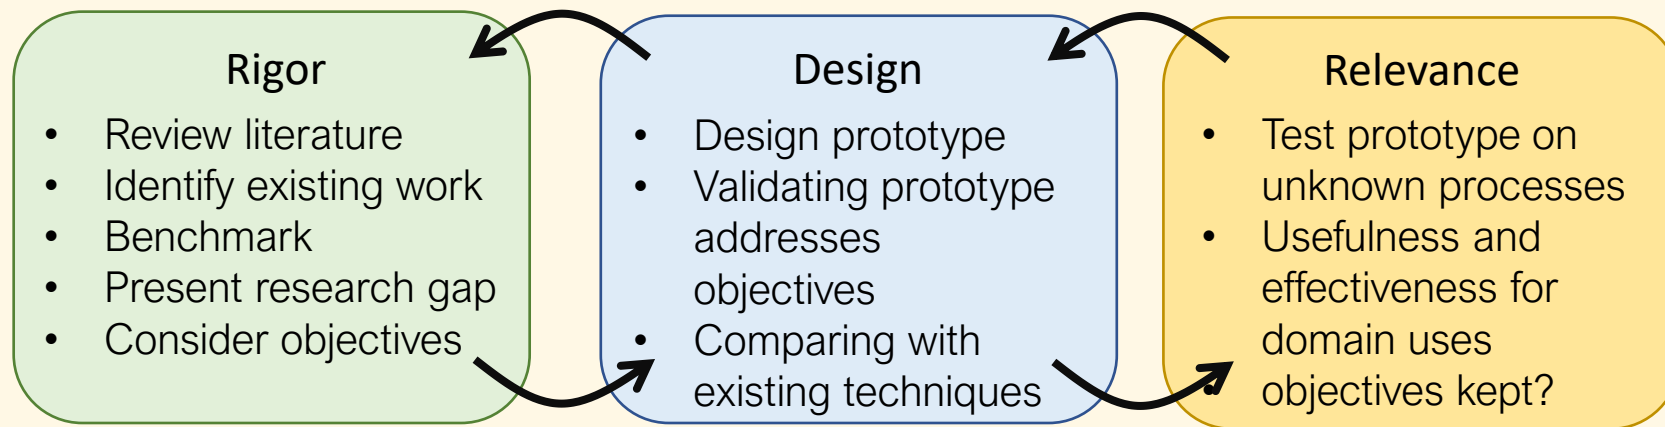 Rigor
• Review literature
• Identify existing work
• Benchmark
• Present research gap
• Consider objectives
Design
• Design prototype
• Validating prototype
addresses
objectives
• Comparing with
existing techniques
Relevance
• Test prototype on
unknown processes
• Usefulness and
effectiveness for
domain uses
• objectives kept?